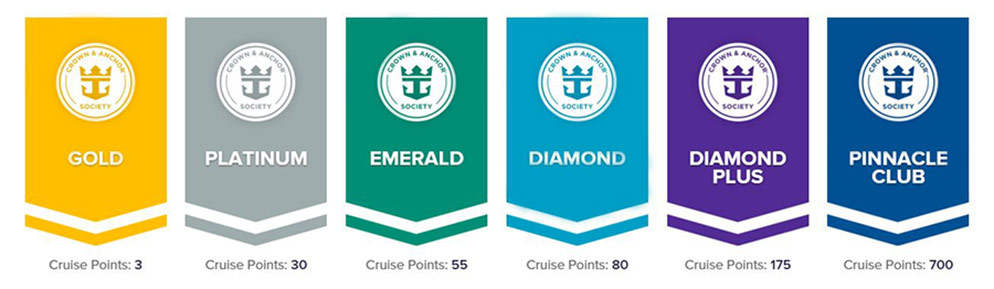 CROWN & ANCHOR
SOCIETY
GOLD
Cruise Points: 3
CROWN & ANCHOR
SOCIETY
PLATINUM
Cruise Points: 30
CROWN & ANCHOR
SOCIETY
EMERALD
Cruise Points: 55
CROWN & ANCHOR
SOCIETY
DIAMOND
Cruise Points: 80
CROWN & ANCHOR
SOCIETY
DIAMOND
PLUS
Cruise Points: 175
CROWN & ANCHOR
SOCIETY
PINNACLE
CLUB
Cruise Points: 700